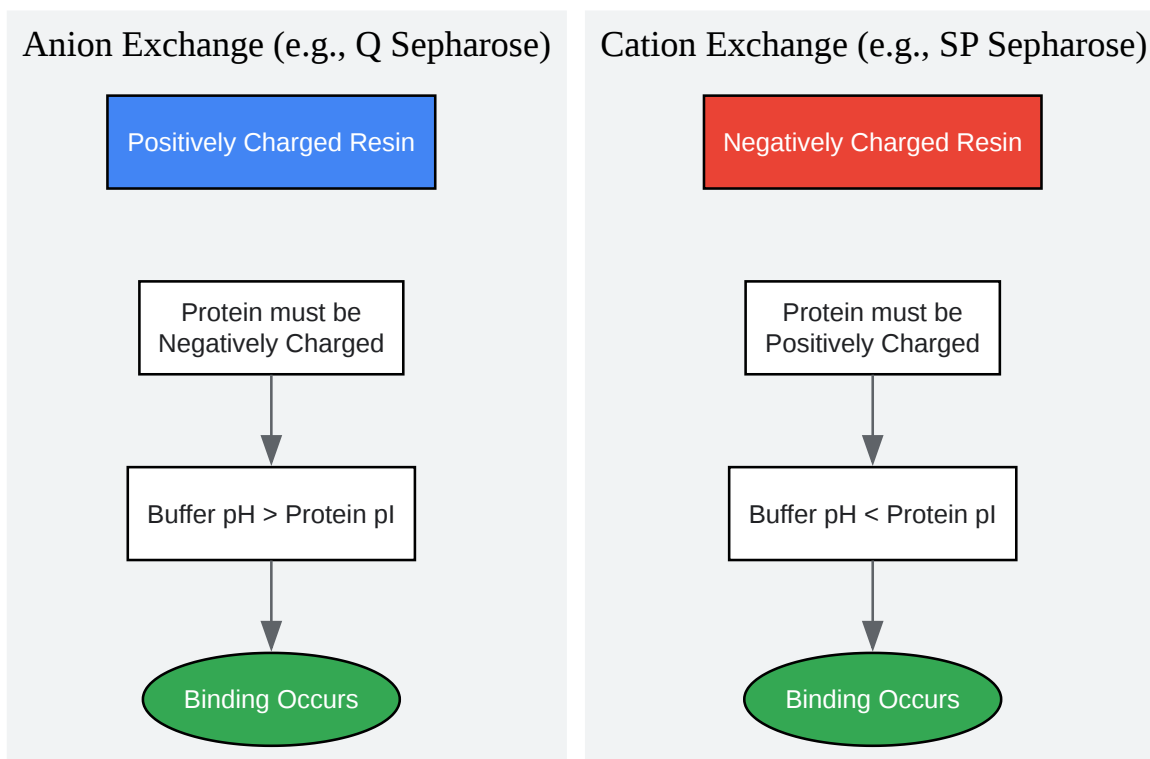 Anion Exchange (e.g., Q Sepharose)
Positively Charged Resin
Protein must be
Negatively Charged
Buffer pH > Protein pI
Binding Occurs
Cation Exchange (e.g., SP Sepharose)
Negatively Charged Resin
Protein must be
Positively Charged
Buffer pH < Protein pI
Binding Occurs